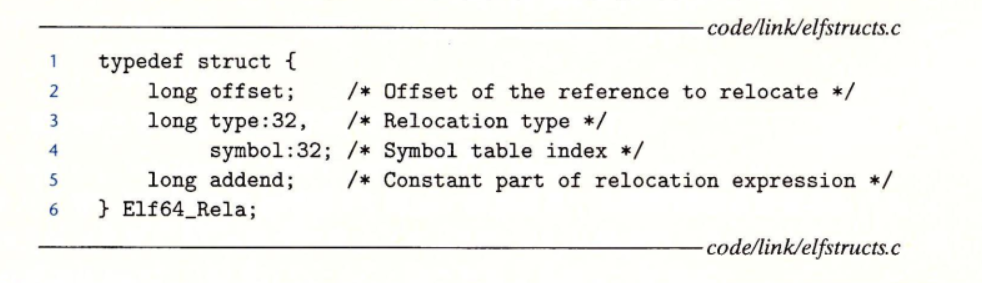 code/link/elfstructs.c
1 typedef struct {
2 long offset; /* Offset of the reference to relocate */
3 long type:32, /* Relocation type */
4 symbol:32; /* Symbol table index */
5 long addend; /* Constant part of relocation expression */
6 } Elf64_Rela;
code/link/elfstructs.c